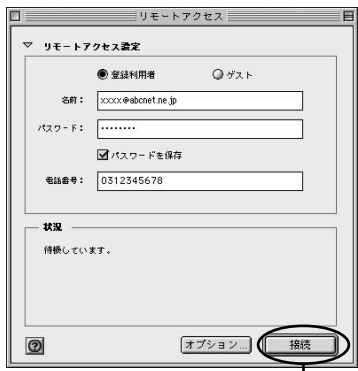 リモートアクセス
リモートアクセス設定
登録利用者 ゲスト
名前： xxxx@abcnet.ne.jp
パスワード： ••••••••
パスワードを保存
電話番号： 0312345678
状況
待機しています。
? オプション... 接続